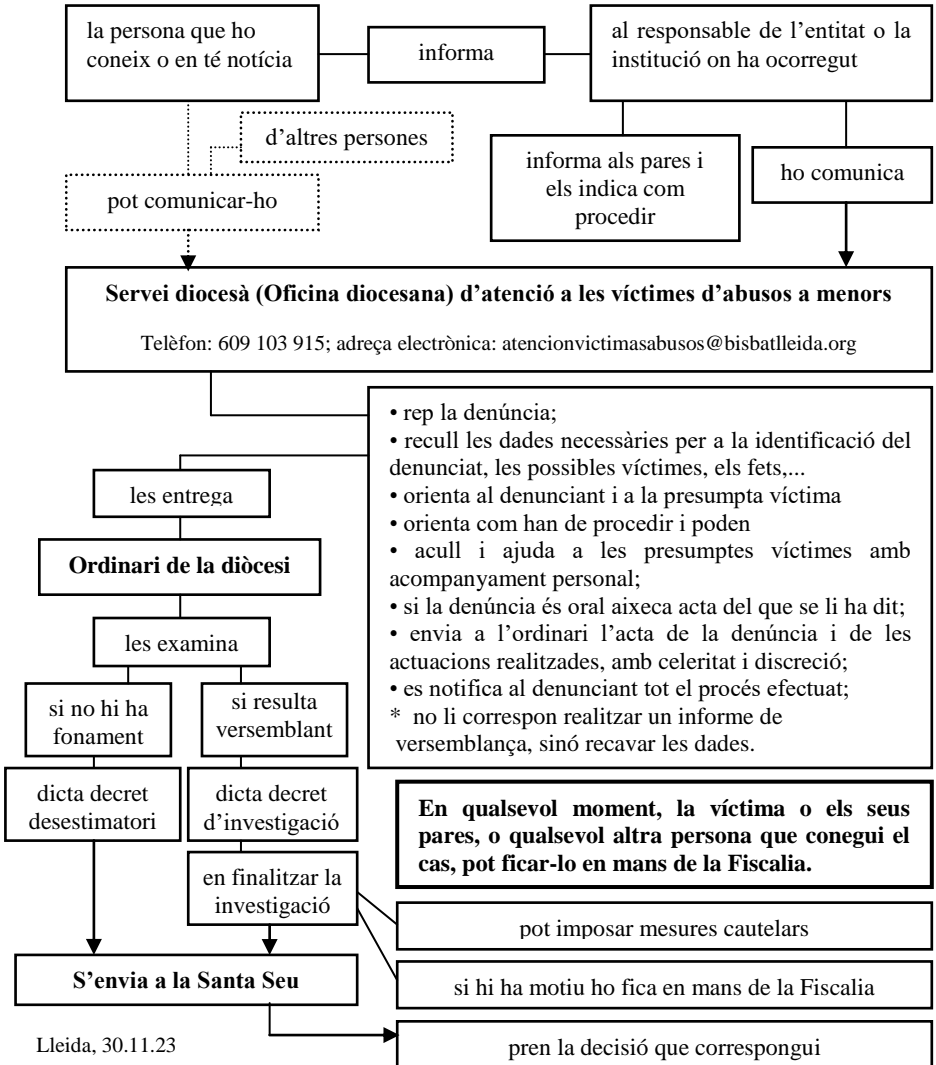 la persona que ho
coneix o en té notícia
informa
al responsable de l’entitat o la
institució on ha ocorregut
d’altres persones
pot comunicar-ho
informa als pares i
els indica com
procedir
ho comunica
Servei diocesà (Oficina diocesana) d’atenció a les víctimes d’abusos a menors
Telèfon: 609 103 915; adreça electrònica: atencionvictimasabusos@bisbatlleida.org
• rep la denúncia;
• recull les dades necessàries per a la identificació del
denunciat, les possibles víctimes, els fets,...
• orienta al denunciant i a la presumpta víctima
• orienta com han de procedir i poden
• acull i ajuda a les presumptes víctimes amb
acompanyament personal;
• si la denúncia és oral aixeca acta del que se li ha dit;
• envia a l’ordinari l’acta de la denúncia i de les
actuacions realitzades, amb celeritat i discreció;
• es notifica al denunciant tot el procés efectuat;
* no li correspon realitzar un informe de
versemblança, sinó recavar les dades.
les entrega
Ordinari de la diòcesi
les examina
si no hi ha
fonament
si resulta
versemblant
dicta decret
desestimatori
dicta decret
d’investigació
En qualsevol moment, la víctima o els seus
pares, o qualsevol altra persona que conegui el
cas, pot ficar-lo en mans de la Fiscalia.
en finalitzar la
investigació
pot imposar mesures cautelars
S’envia a la Santa Seu
si hi ha motiu ho fica en mans de la Fiscalia
Lleida, 30.11.23
pren la decisió que correspongui